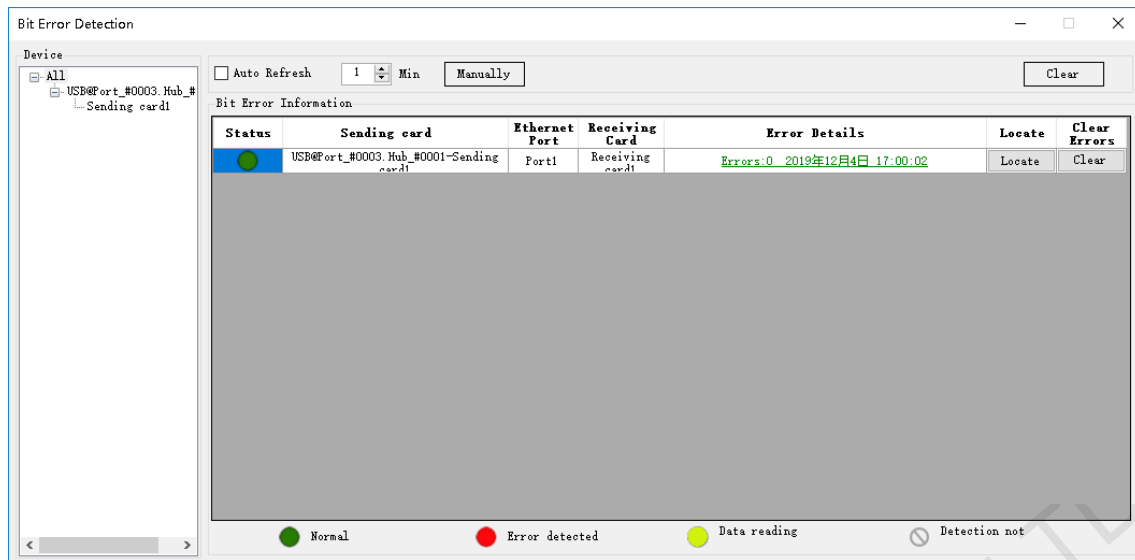 Bit Error Detection
Device
All
USB@Port_#0003.Hub_#
Sending card1
Auto Refresh 1 Min Manually Clear
Bit Error Information
Status Sending card Ethernet Port Receiving Card Error Details Locate Clear Errors
USB@Port_#0003.Hub_#0001-Sending card1 Port1 Receiving card1 Errors:0 2019年12月4日 17:00:02 Locate Clear
Normal Error detected Data reading Detection not